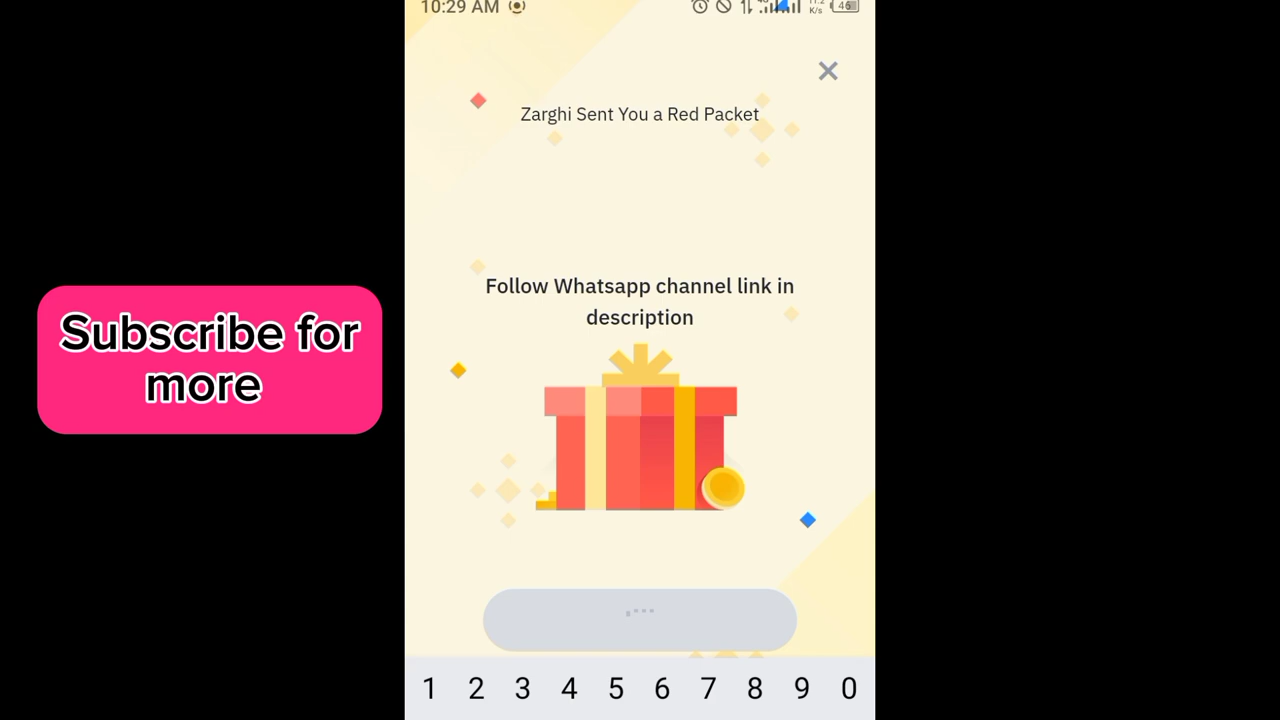 10:29 AM
K/s
46
Zarghi Sent You a Red Packet
Follow Whatsapp channel link in
description
Subscribe for
more
1 2 3 4 5 6 7 8 9 0